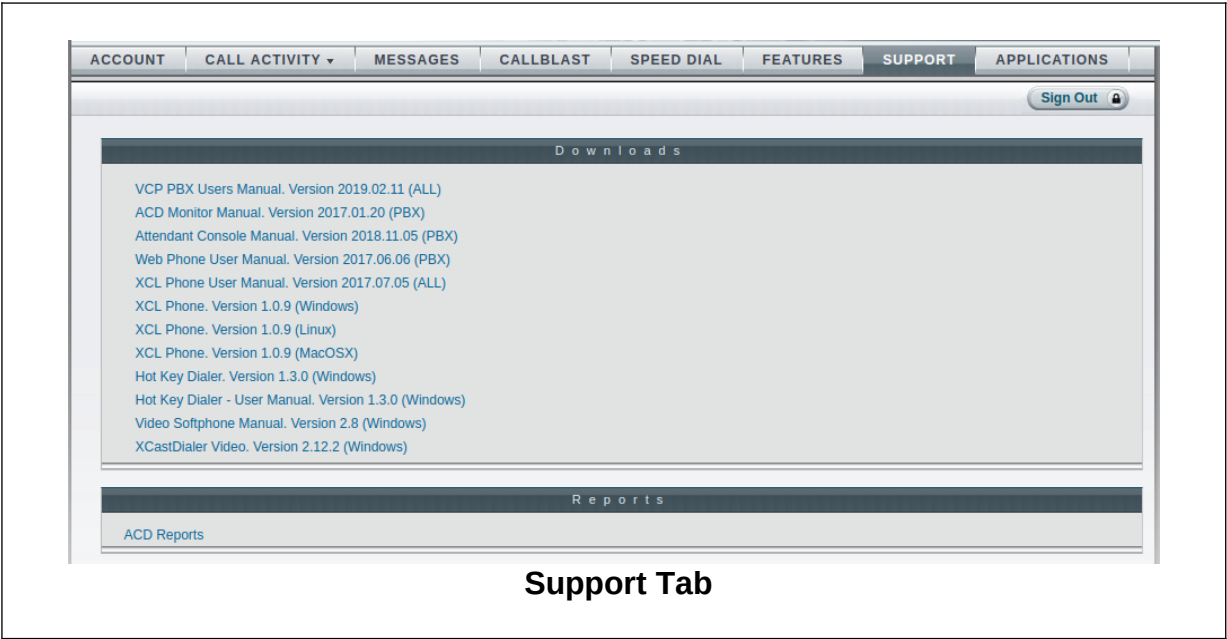 ACCOUNT CALL ACTIVITY MESSAGES CALLBLAST SPEED DIAL FEATURES SUPPORT APPLICATIONS
Sign Out
Downloads
VCP PBX Users Manual. Version 2019.02.11 (ALL)
ACD Monitor Manual. Version 2017.01.20 (PBX)
Attendant Console Manual. Version 2018.11.05 (PBX)
Web Phone User Manual. Version 2017.06.06 (PBX)
XCL Phone User Manual. Version 2017.07.05 (ALL)
XCL Phone. Version 1.0.9 (Windows)
XCL Phone. Version 1.0.9 (Linux)
XCL Phone. Version 1.0.9 (MacOSX)
Hot Key Dialer. Version 1.3.0 (Windows)
Hot Key Dialer - User Manual. Version 1.3.0 (Windows)
Video Softphone Manual. Version 2.8 (Windows)
XCastDialer Video. Version 2.12.2 (Windows)
Reports
ACD Reports
Support Tab